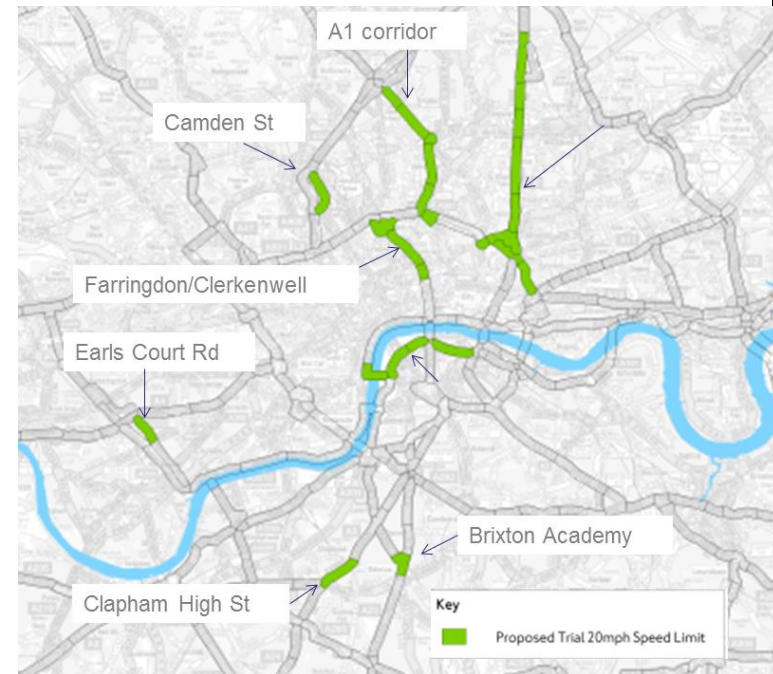 A1 corridor
Camden St
Farringdon/Clerkenwell
Earls Court Rd
Brixton Academy
Clapham High St
Key
Proposed Trial 20mph Speed Limit